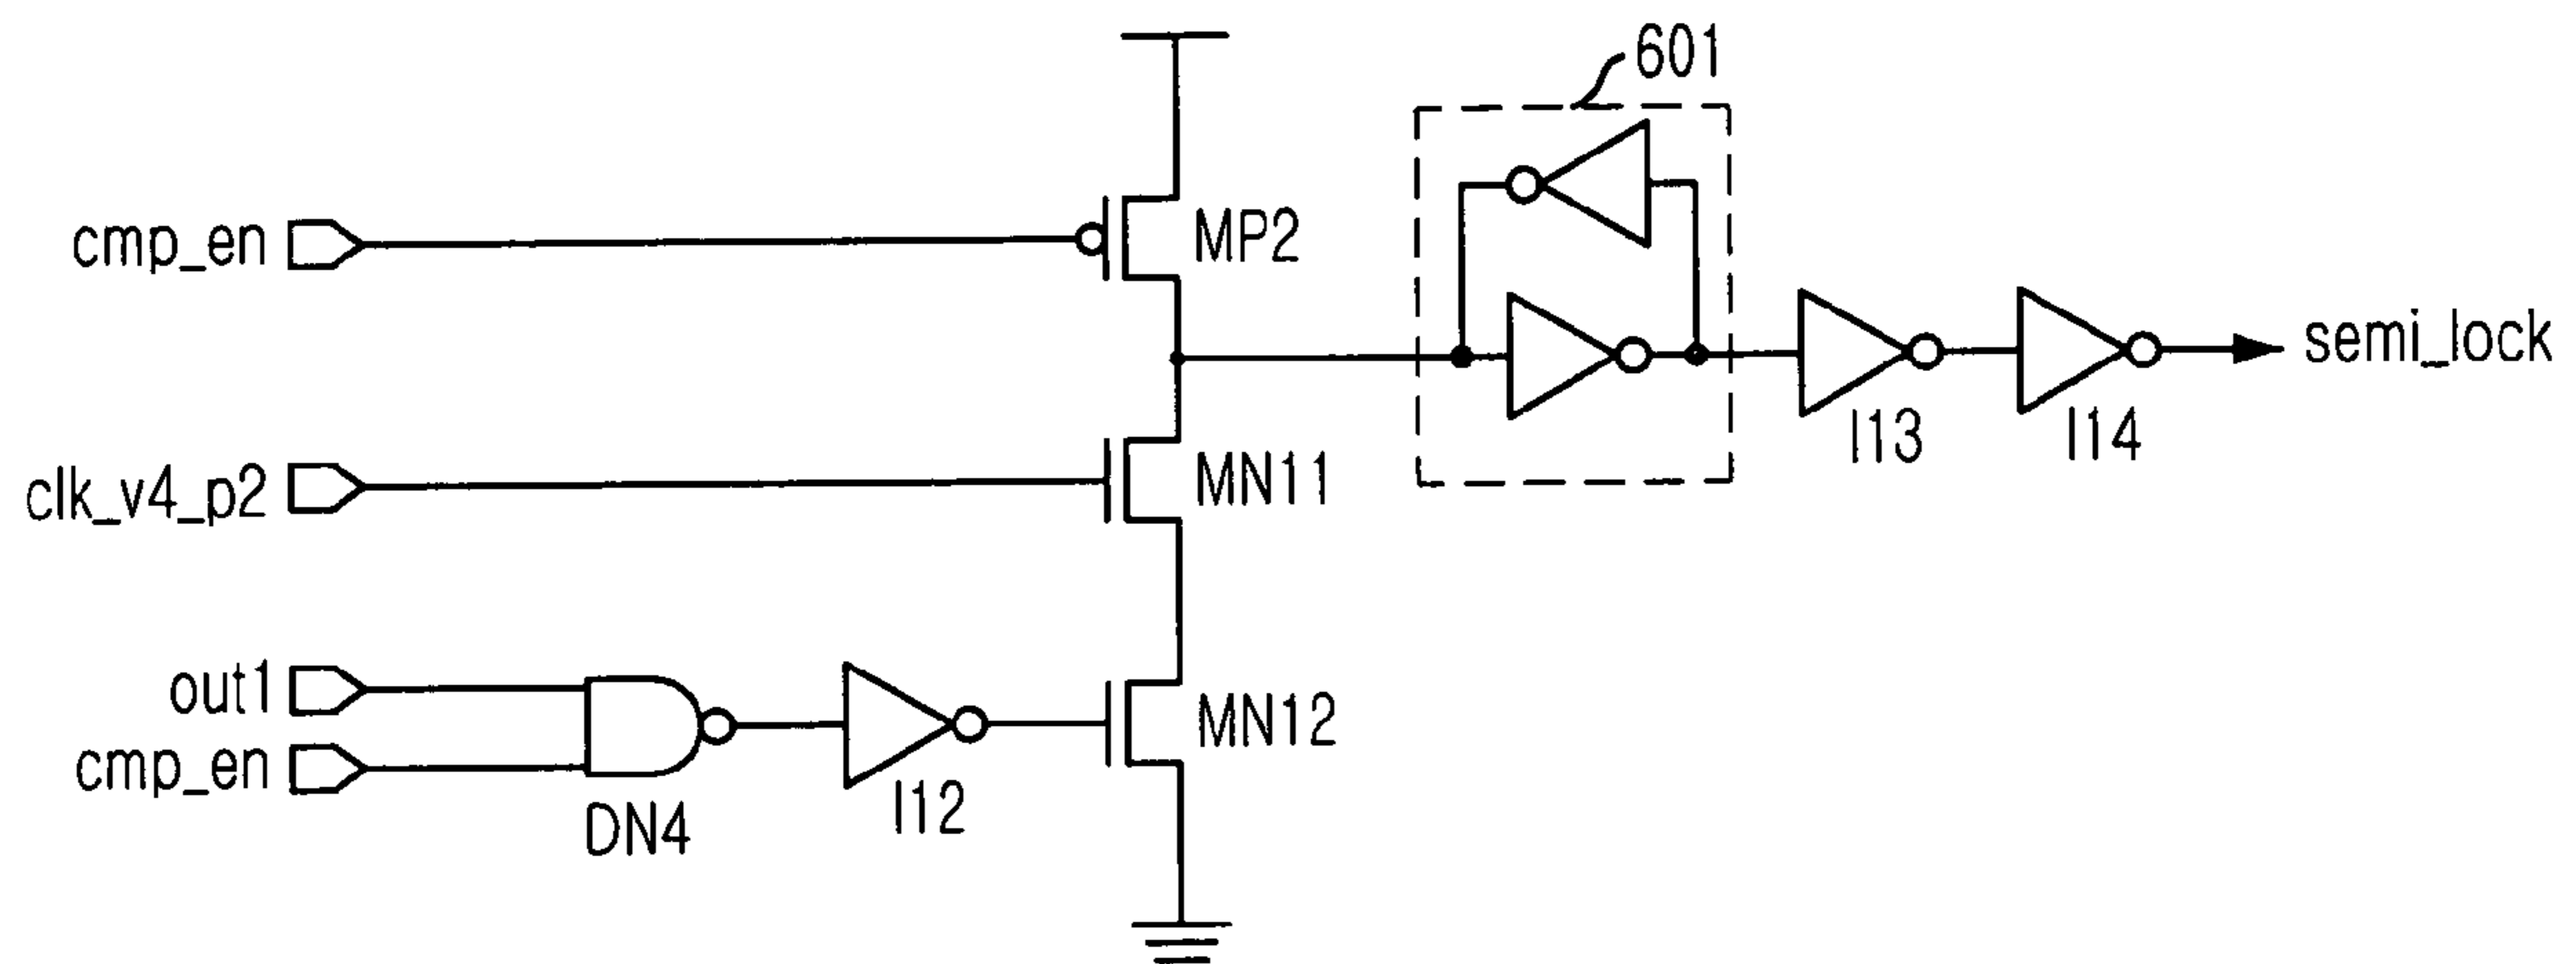 601
cmp_en
MP2
semi_lock
I13
I14
clk_v4_p2
MN11
out1
cmp_en
DN4
I12
MN12